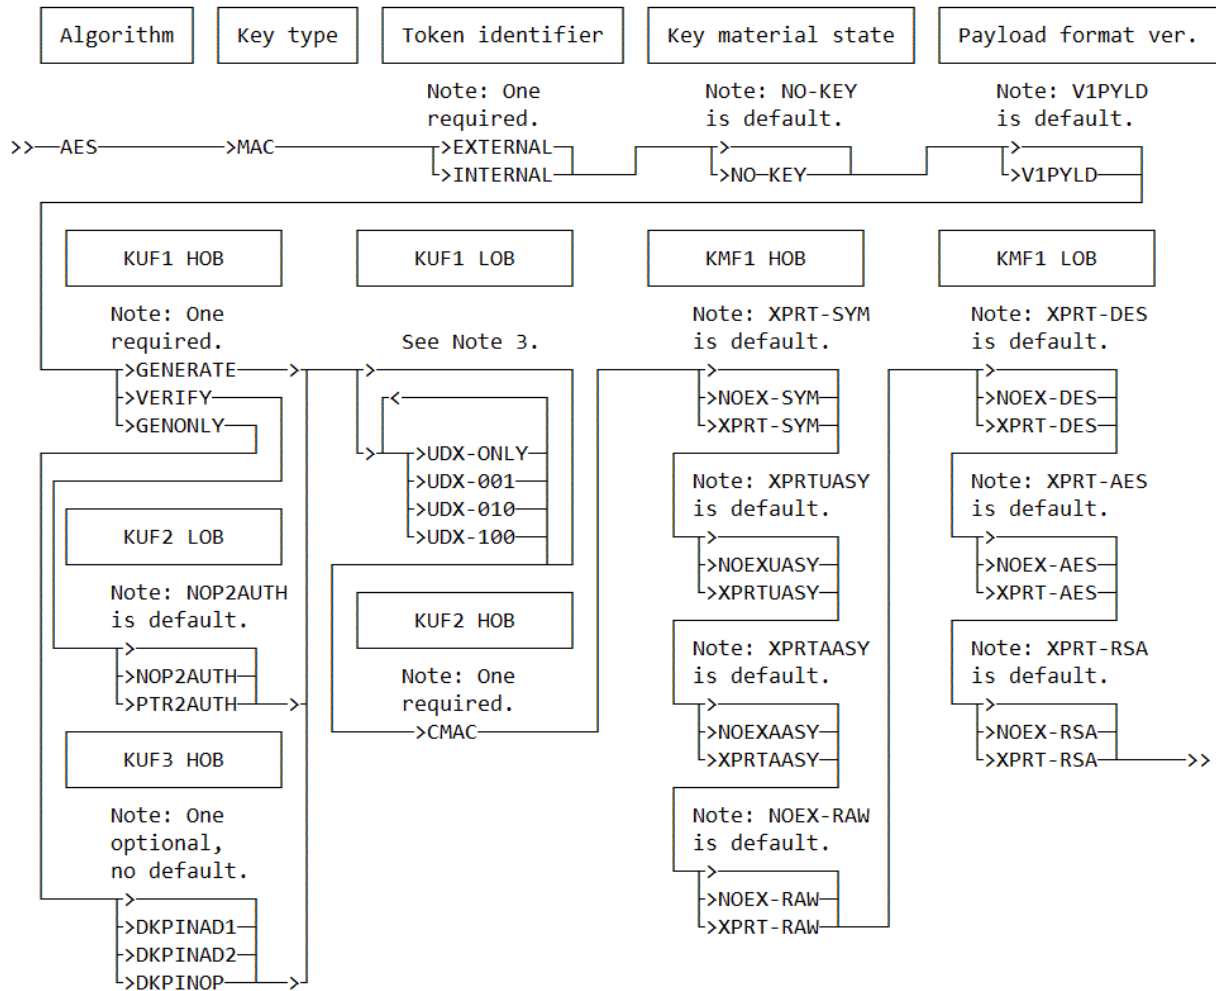 Algorithm
Key type
Token identifier
Key material state
Payload format ver.
Note: One
required.
Note: NO-KEY
is default.
Note: V1PYLD
is default.
>>─AES
>MAC
>EXTERNAL
>INTERNAL
>
>NO-KEY
>
>V1PYLD
KUF1 HOB
KUF1 LOB
KMF1 HOB
KMF1 LOB
Note: One
required.
>GENERATE
>
>VERIFY
>GENONLY
See Note 3.
>
<
>
>UDX-ONLY
>UDX-001
>UDX-010
>UDX-100
Note: XPRT-SYM
is default.
>
>NOEX-SYM
>XPRT-SYM
Note: XPRT-DES
is default.
>
>NOEX-DES
>XPRT-DES
KUF2 LOB
Note: NOP2AUTH
is default.
>
>NOP2AUTH
>PTR2AUTH
>
KUF2 HOB
Note: One
required.
>CMAC
Note: XPRTUASY
is default.
>
>NOEXUASY
>XPRTUASY
Note: XPRT-AES
is default.
>
>NOEX-AES
>XPRT-AES
Note: XPRTAASY
is default.
>
>NOEXAASY
>XPRTAASY
Note: XPRT-RSA
is default.
>
>NOEX-RSA
>XPRT-RSA
>>
KUF3 HOB
Note: One
optional,
no default.
>
>DKPINAD1
>DKPINAD2
>DKPINOP
>
Note: NOEX-RAW
is default.
>
>NOEX-RAW
>XPRT-RAW